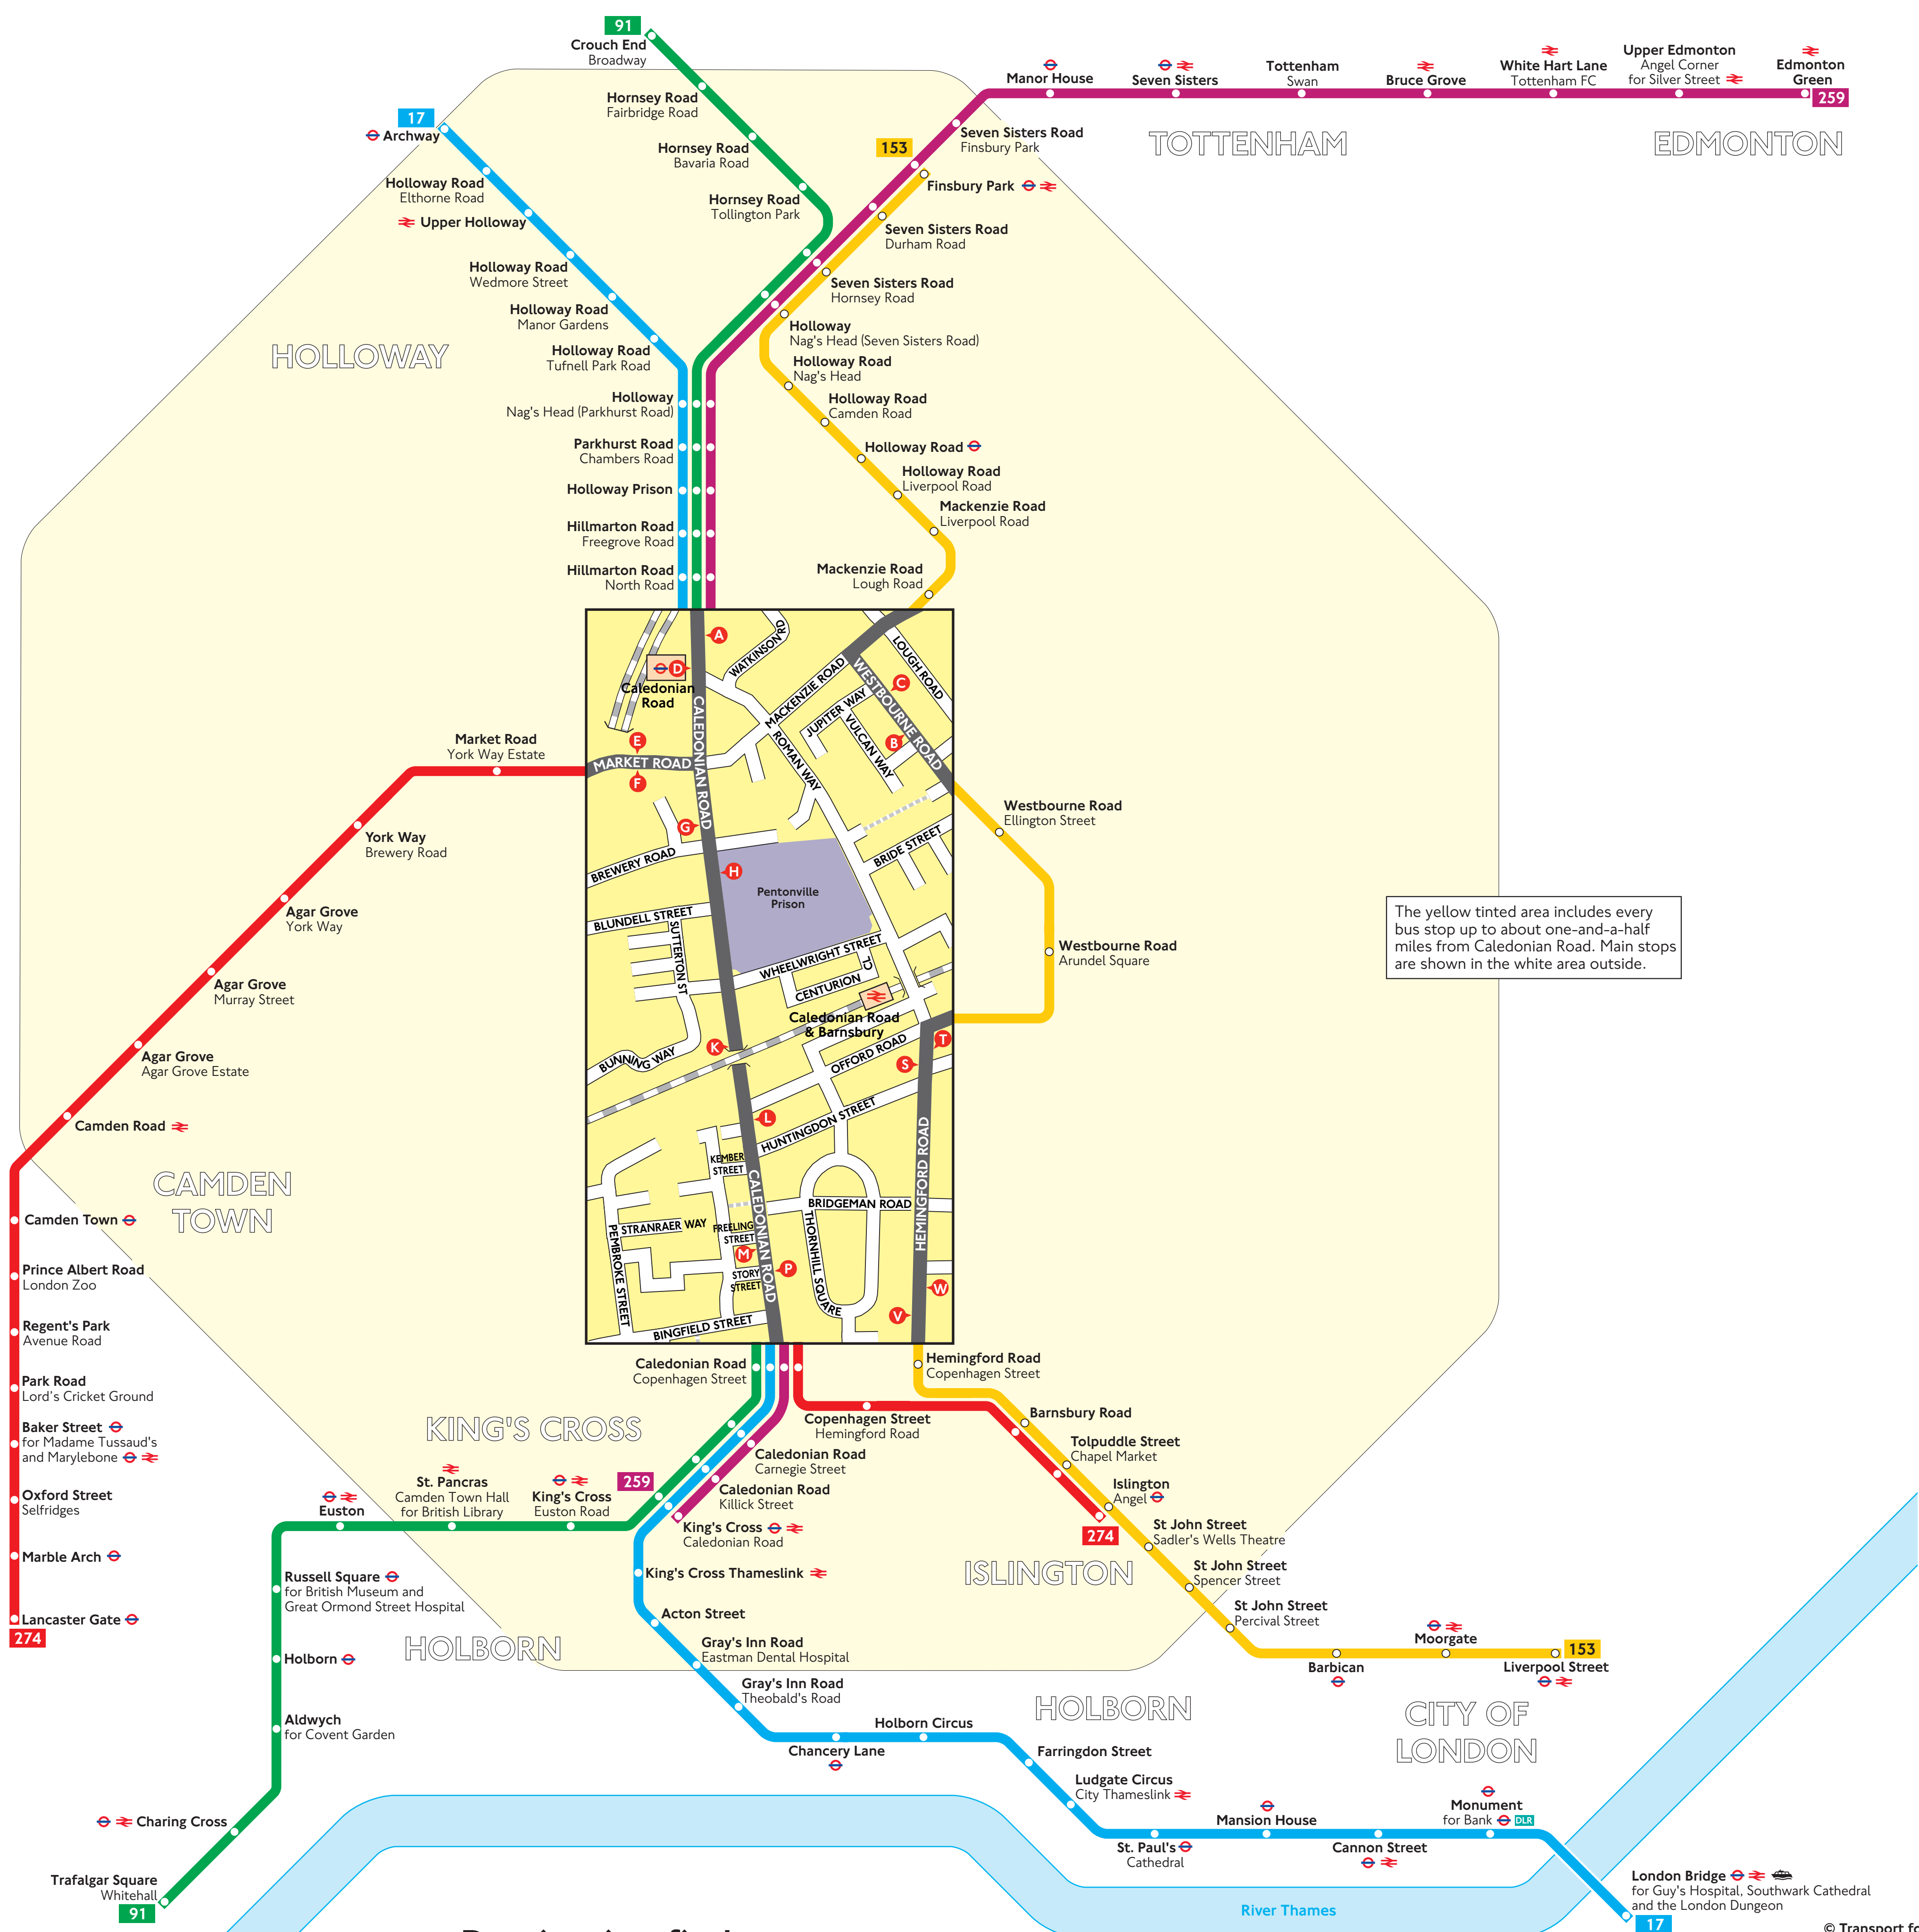 91
Crouch End
Broadway
Hornsey Road
Fairbridge Road
Hornsey Road
Bavaria Road
Hornsey Road
Tollington Park
17
Archway
Holloway Road
Elthorne Road
Upper Holloway
Holloway Road
Wedmore Street
Holloway Road
Manor Gardens
Holloway Road
Tufnell Park Road
Holloway
Nag's Head (Parkhurst Road)
Parkhurst Road
Chambers Road
Holloway Prison
Hillmarton Road
Freegrove Road
Hillmarton Road
North Road
Manor House
Seven Sisters
Tottenham
Swan
Bruce Grove
White Hart Lane
Tottenham FC
Upper Edmonton
Angel Corner
for Silver Street
Edmonton
Green
259
TOTTENHAM
EDMONTON
Seven Sisters Road
Finsbury Park
153
Finsbury Park
Seven Sisters Road
Durham Road
Seven Sisters Road
Hornsey Road
Holloway
Nag's Head (Seven Sisters Road)
Holloway Road
Nag's Head
Holloway Road
Camden Road
Holloway Road
Holloway Road
Liverpool Road
Mackenzie Road
Liverpool Road
Mackenzie Road
Lough Road
HOLLOWAY
A
D
Caledonian
Road
WATKINSON RD
LOUGH ROAD
MACKENZIE ROAD
WESTBOURNE ROAD
C
JUPITER WAY
VULCAN WAY
B
ROMAN WAY
E
MARKET ROAD
F
CALEDONIAN ROAD
G
BREWERY ROAD
H
Pentonville
Prison
BRIDE STREET
BLUNDELL STREET
SUTTERTON ST
WHEELWRIGHT STREET
CENTURION CL
Caledonian Road
& Barnsbury
K
BUNNING WAY
OFFORD ROAD
T
S
L
HUNTINGDON STREET
KEMBER
STREET
CALEDONIAN ROAD
HEMINGFORD ROAD
BRIDGEMAN ROAD
STRANRAER WAY
FREELING
STREET
PEMBROKE STREET
THORNHILL SQUARE
M
STORY
STREET
P
W
V
BINGFIELD STREET
Market Road
York Way Estate
York Way
Brewery Road
Agar Grove
York Way
Agar Grove
Murray Street
Agar Grove
Agar Grove Estate
Camden Road
CAMDEN
TOWN
Camden Town
Prince Albert Road
London Zoo
Regent's Park
Avenue Road
Park Road
Lord's Cricket Ground
Baker Street
for Madame Tussaud's
and Marylebone
Oxford Street
Selfridges
Marble Arch
Lancaster Gate
274
Westbourne Road
Ellington Street
Westbourne Road
Arundel Square
The yellow tinted area includes every
bus stop up to about one-and-a-half
miles from Caledonian Road. Main stops
are shown in the white area outside.
Caledonian Road
Copenhagen Street
Hemingford Road
Copenhagen Street
KING'S CROSS
Copenhagen Street
Hemingford Road
Barnsbury Road
Tolpuddle Street
Chapel Market
Islington
Angel
274
St John Street
Sadler's Wells Theatre
St John Street
Spencer Street
St John Street
Percival Street
ISLINGTON
Caledonian Road
Carnegie Street
Caledonian Road
Killick Street
259
King's Cross
Caledonian Road
King's Cross
Euston Road
St. Pancras
Camden Town Hall
for British Library
Euston
Russell Square
for British Museum and
Great Ormond Street Hospital
Holborn
HOLBORN
Aldwych
for Covent Garden
Charing Cross
Trafalgar Square
Whitehall
91
King's Cross Thameslink
Acton Street
Gray's Inn Road
Eastman Dental Hospital
Gray's Inn Road
Theobald's Road
Chancery Lane
Holborn Circus
HOLBORN
Farringdon Street
Ludgate Circus
City Thameslink
St. Paul's
Cathedral
Mansion House
Cannon Street
Monument
for Bank
DLR
Barbican
Moorgate
Liverpool Street
153
CITY OF
LONDON
London Bridge
for Guy's Hospital, Southwark Cathedral
and the London Dungeon
17
River Thames
© Transport fo